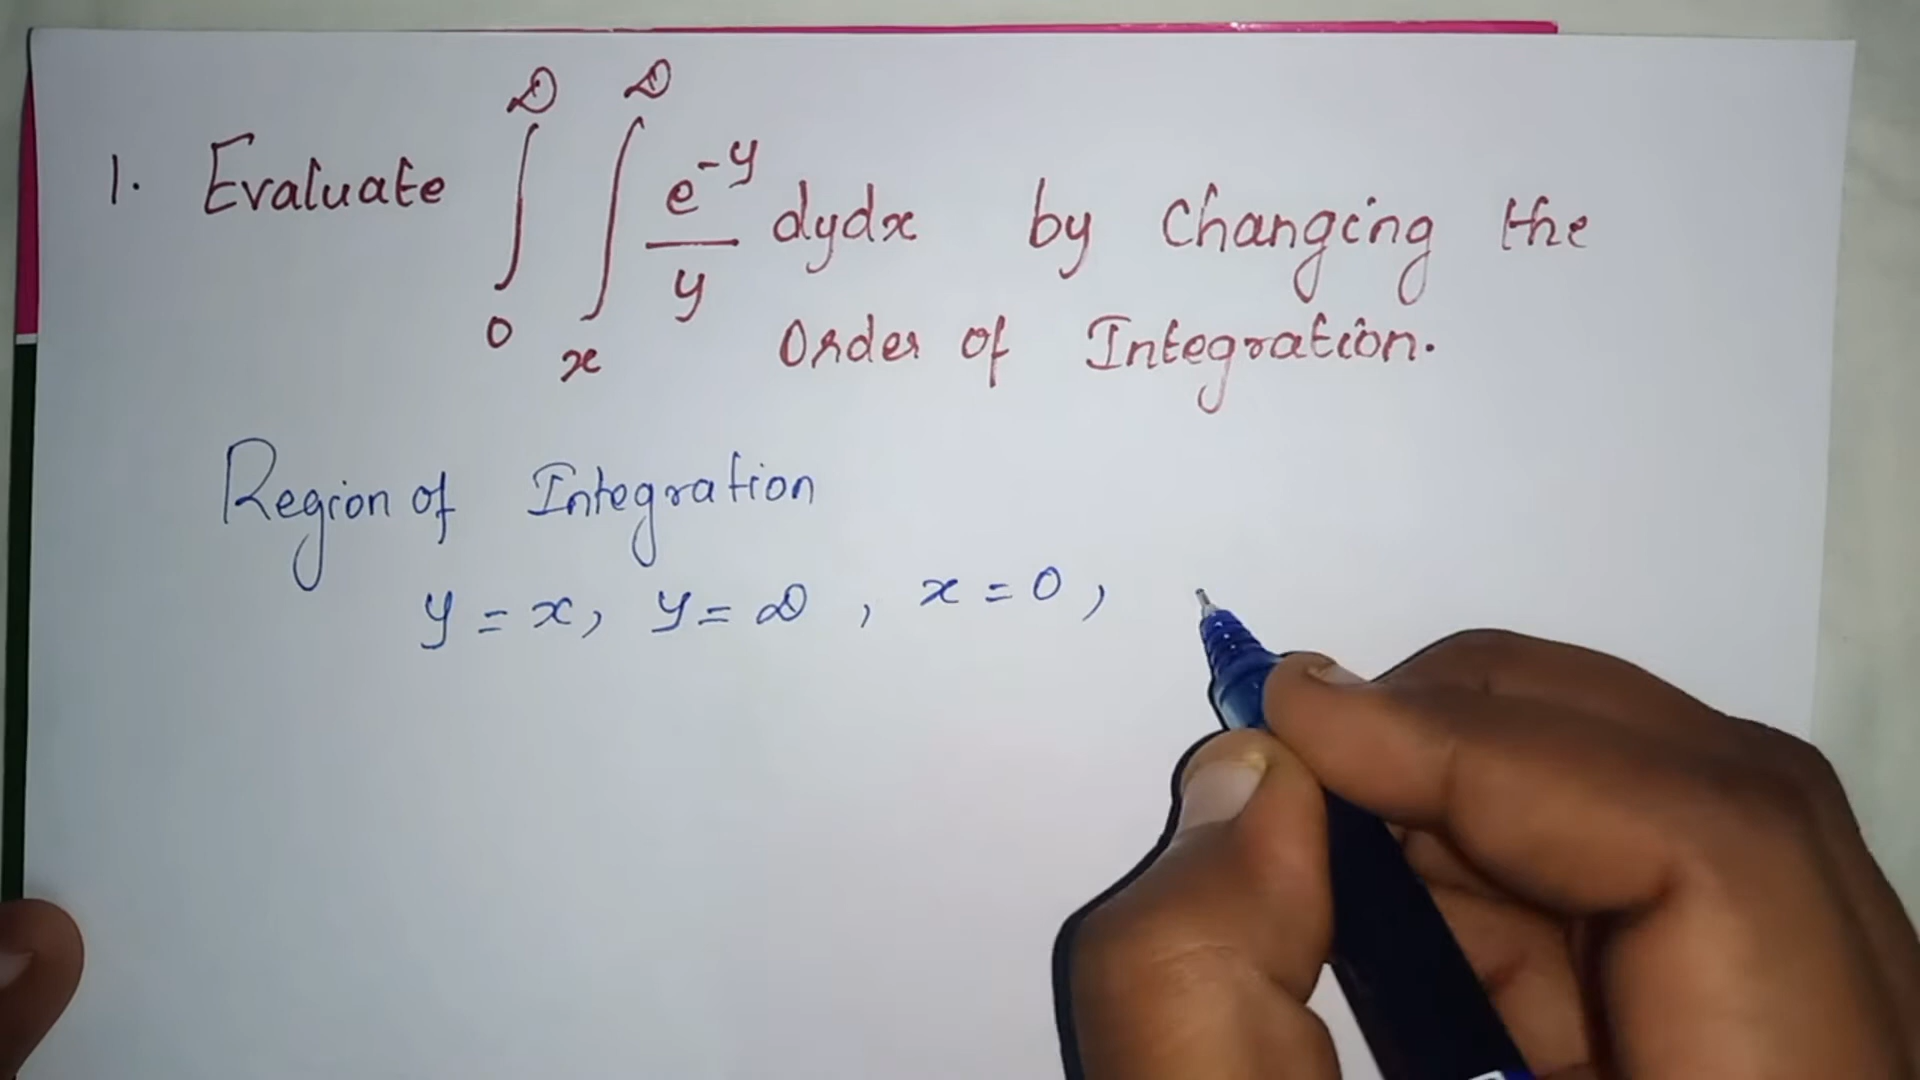 1. Evaluate ∫₀^∞ ∫ₓ^∞ e^{-y}/y dydx by Changing the
Order of Integration.
Region of Integration
y = x, y = ∞, x = 0,